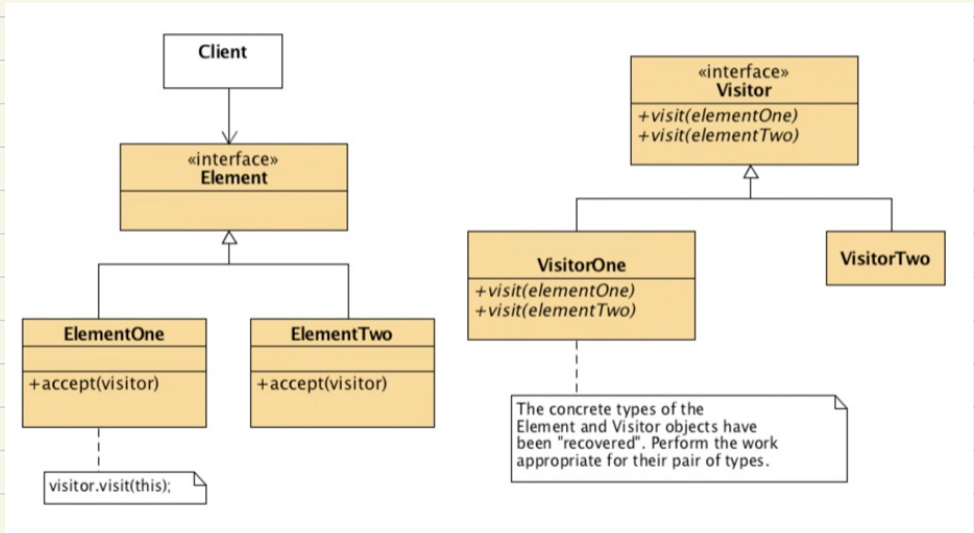 Client
«interface»
Element
ElementOne
+accept(visitor)
visitor.visit(this);
ElementTwo
+accept(visitor)
«interface»
Visitor
+visit(elementOne)
+visit(elementTwo)
VisitorOne
+visit(elementOne)
+visit(elementTwo)
The concrete types of the
Element and Visitor objects have
been "recovered". Perform the work
appropriate for their pair of types.
VisitorTwo